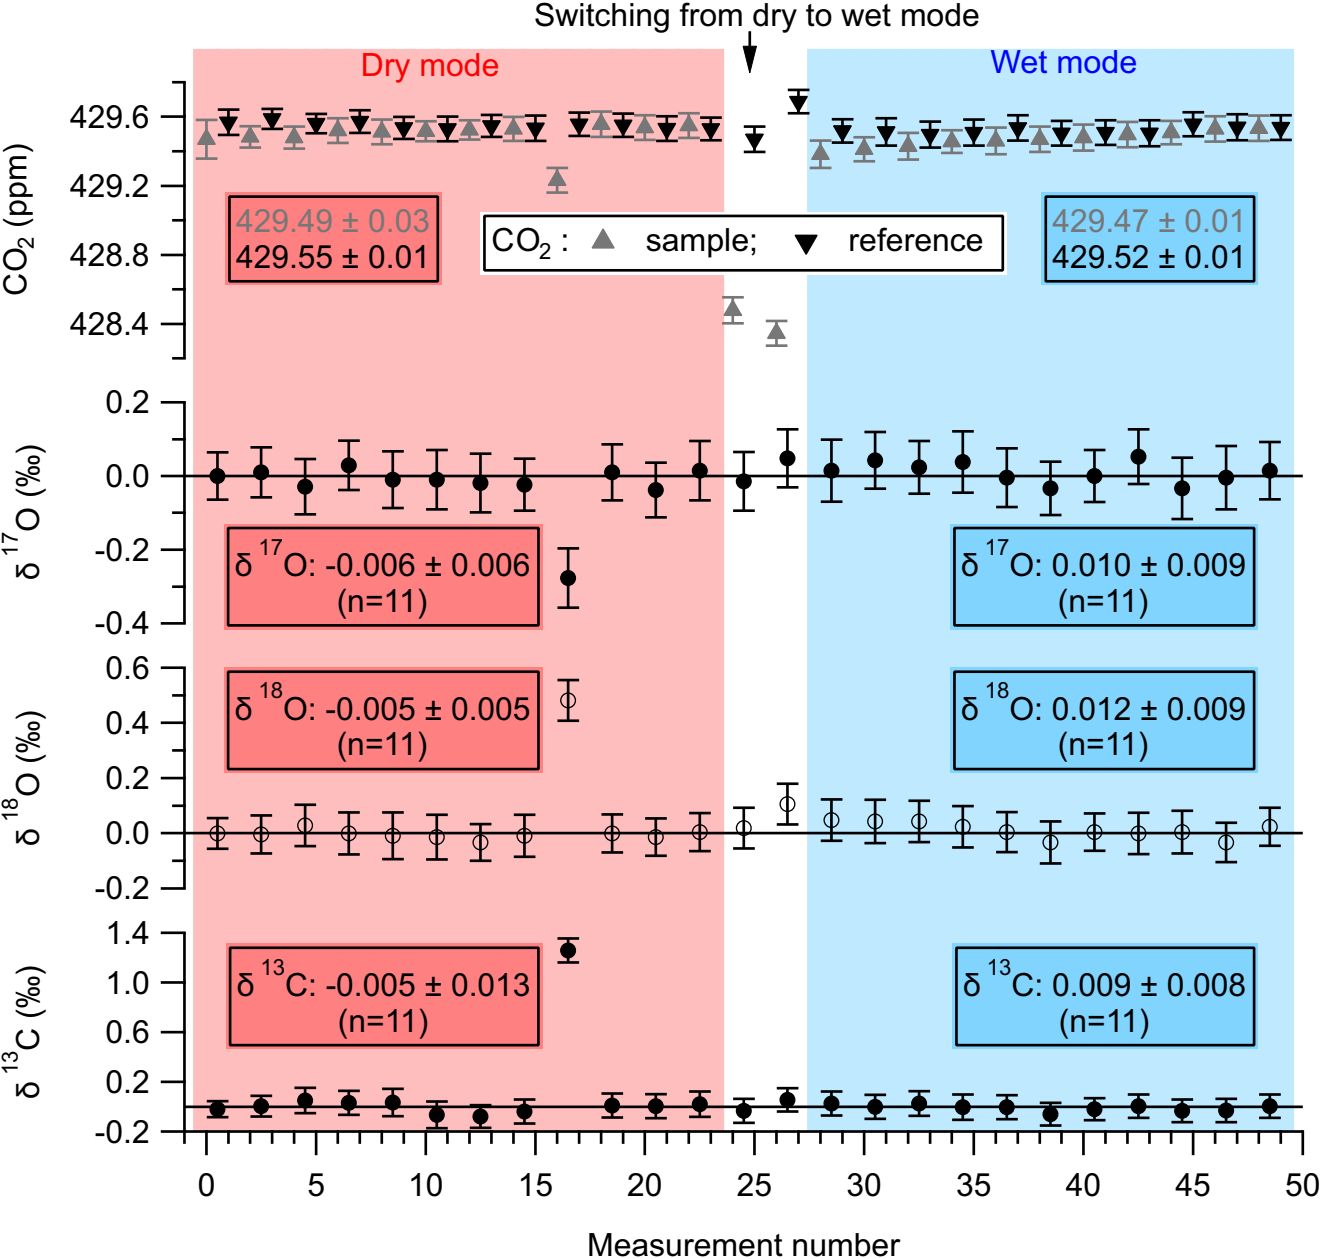 Switching from dry to wet mode
Dry mode
Wet mode
CO2 (ppm)
429.6
429.2
428.8
428.4
429.49 ± 0.03
429.55 ± 0.01
CO2 : sample; reference
429.47 ± 0.01
429.52 ± 0.01
δ 17O (‰)
0.2
0.0
-0.2
-0.4
δ 17O: -0.006 ± 0.006
(n=11)
δ 17O: 0.010 ± 0.009
(n=11)
δ 18O (‰)
0.6
0.4
0.2
0.0
-0.2
δ 18O: -0.005 ± 0.005
(n=11)
δ 18O: 0.012 ± 0.009
(n=11)
δ 13C (‰)
1.4
1.0
0.6
0.2
-0.2
δ 13C: -0.005 ± 0.013
(n=11)
δ 13C: 0.009 ± 0.008
(n=11)
0 5 10 15 20 25 30 35 40 45 50
Measurement number